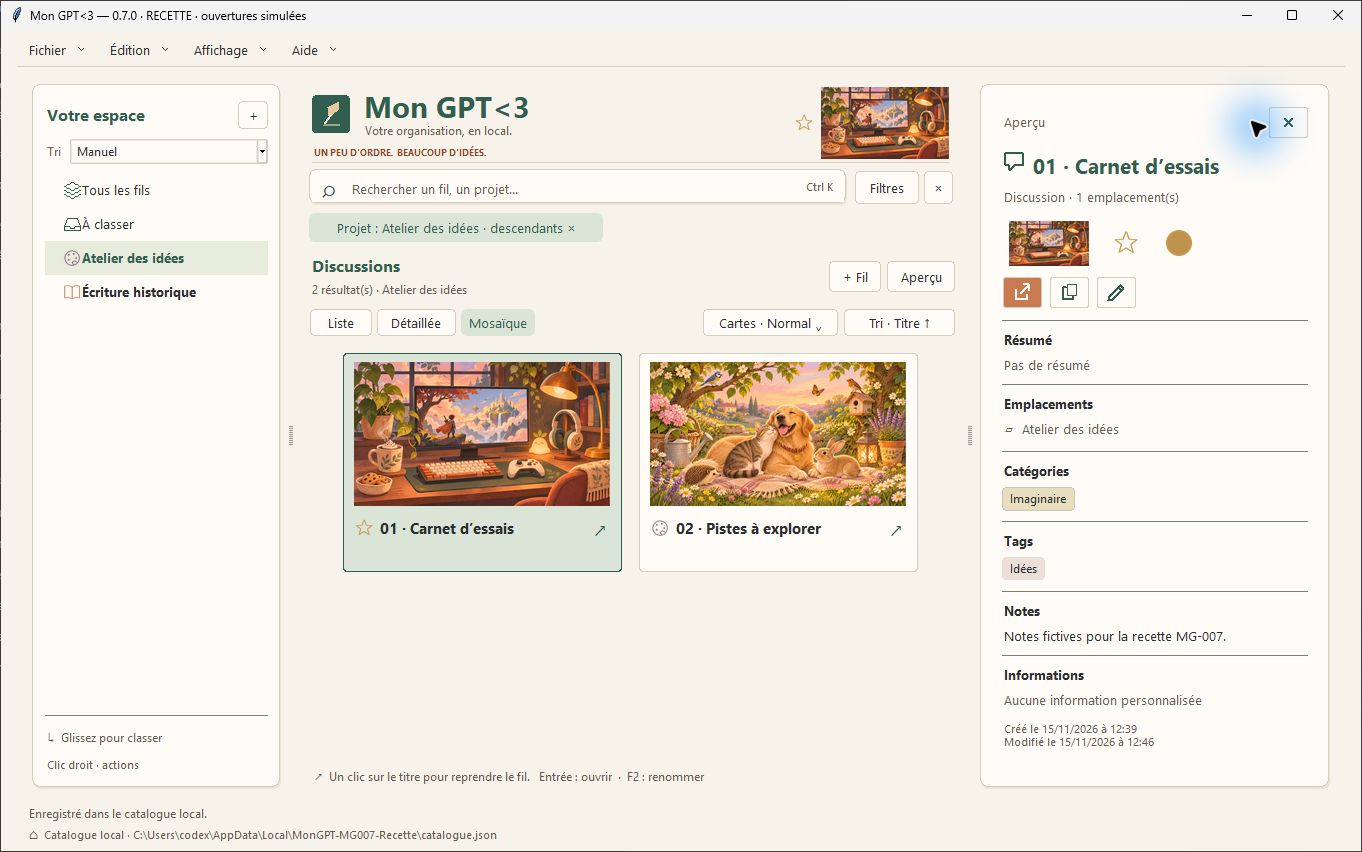 Mon GPT<3 — 0.7.0 · RECETTE · ouvertures simulées
Fichier Édition Affichage Aide
Votre espace +
Tri Manuel
Tous les fils
À classer
Atelier des idées
Écriture historique
↳ Glissez pour classer
Clic droit · actions
Mon GPT<3
Votre organisation, en local.
UN PEU D'ORDRE. BEAUCOUP D'IDÉES.
Rechercher un fil, un projet... Ctrl K Filtres ×
Projet : Atelier des idées · descendants ×
Discussions
2 résultat(s) · Atelier des idées
+ Fil Aperçu
Liste Détaillée Mosaïque Cartes · Normal Tri · Titre ↑
01 · Carnet d’essais ↗
02 · Pistes à explorer ↗
↗ Un clic sur le titre pour reprendre le fil. Entrée : ouvrir · F2 : renommer
Aperçu ×
01 · Carnet d’essais
Discussion · 1 emplacement(s)
Résumé
Pas de résumé
Emplacements
▱ Atelier des idées
Catégories
Imaginaire
Tags
Idées
Notes
Notes fictives pour la recette MG-007.
Informations
Aucune information personnalisée
Créé le 15/11/2026 à 12:39
Modifié le 15/11/2026 à 12:46
Enregistré dans le catalogue local.
⌂ Catalogue local · C:\Users\codex\AppData\Local\MonGPT-MG007-Recette\catalogue.json